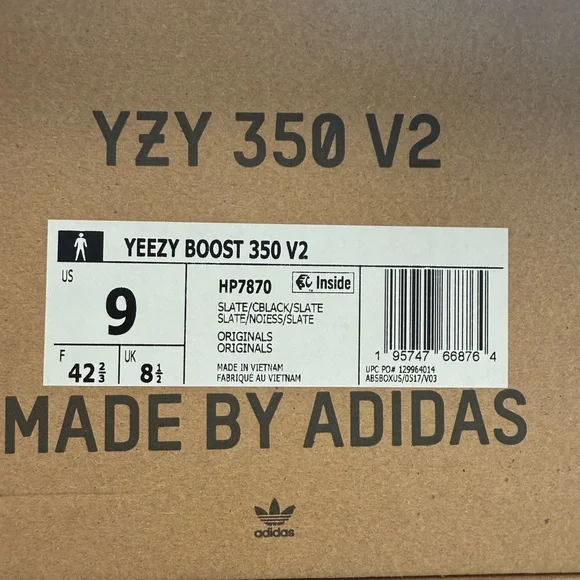 YZY 350 V2
YEEZY BOOST 350 V2
US
9
F
42 2/3
UK
8 1/2
HP7870
Inside
SLATE/CBLACK/SLATE
SLATE/NOIESS/SLATE
ORIGINALS
ORIGINALS
MADE IN VIETNAM
FABRIQUÉ AU VIETNAM
1 95747 66876 4
UPC PO# 129964014
ABSBOXUS/0517/V03
MADE BY ADIDAS
adidas